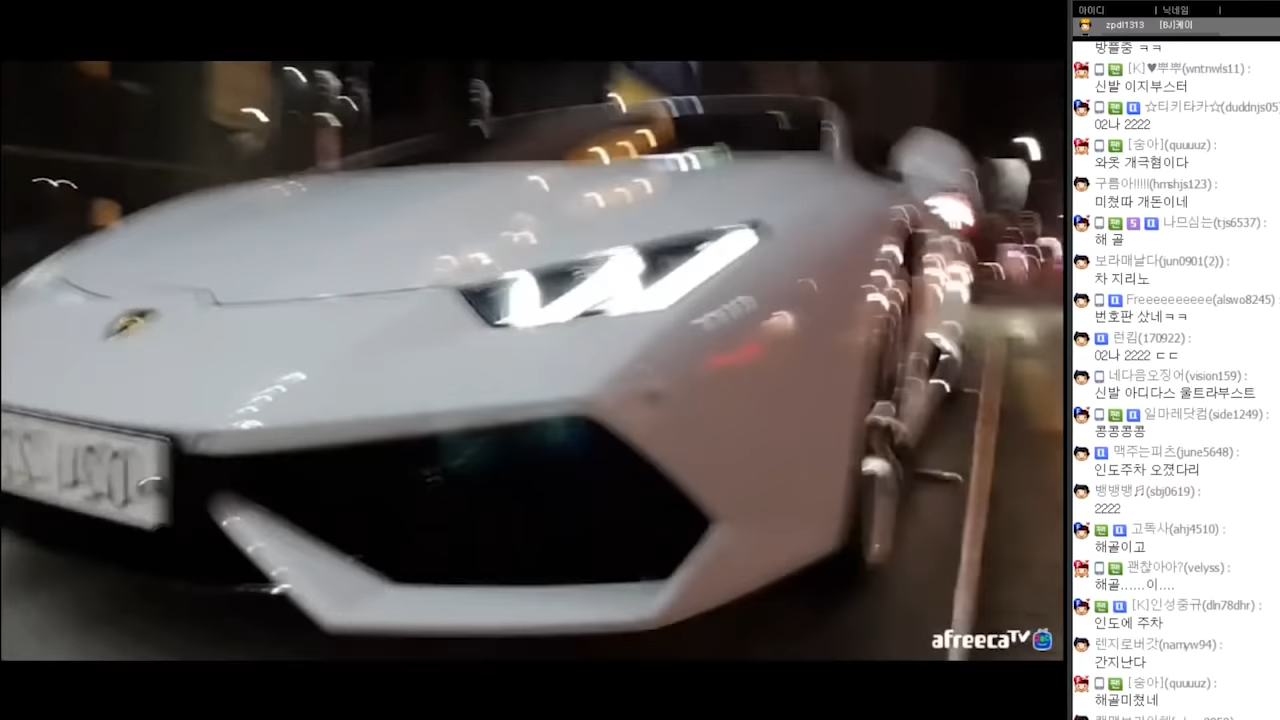 아이디 | 닉네임 |
zpdl1313 [BJ]케이
방플중 ㅋㅋ
[K]♥뿌뿌(wntnwls11) :
신발 이지부스터
☆티키타카☆(duddnjs05
02나 2222
[숭아](quuuuz) :
와옷 개극혐이다
구름아!!!!!(hmshjs123) :
미쳤따 개돈이네
나므심는(tjs6537) :
해 골
보라매날다(jun0901(2)) :
차 지리노
Freeeeeeeeee(alswo8245)
번호판 샀네ㅋㅋ
런킴(170922) :
02나 2222 ㄷㄷ
네다음오징어(vision159) :
신발 아디다스 울트라부스트
일마레닷컴(side1249) :
콩콩콩콩
맥주는피츠(june5648) :
인도주차 오졌다리
뱅뱅뱅♬(sbj0619) :
2222
고독사(ahj4510) :
해골이고
괜찮아아?(velyss) :
해골......이....
[K]인성중규(dln78dhr) :
인도에 주차
렌지로버갓(narryw94) :
간지난다
[숭아](quuuuz) :
해골미쳤네
afreecaTV